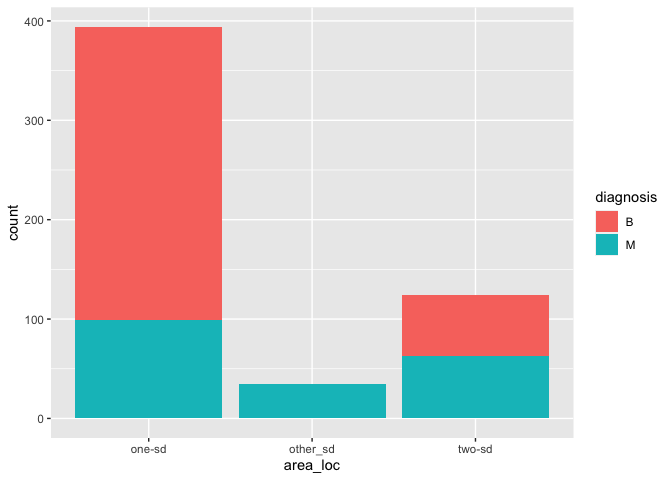 400
300
200
100
0
count
one-sd
other_sd
two-sd
area_loc
diagnosis
B
M